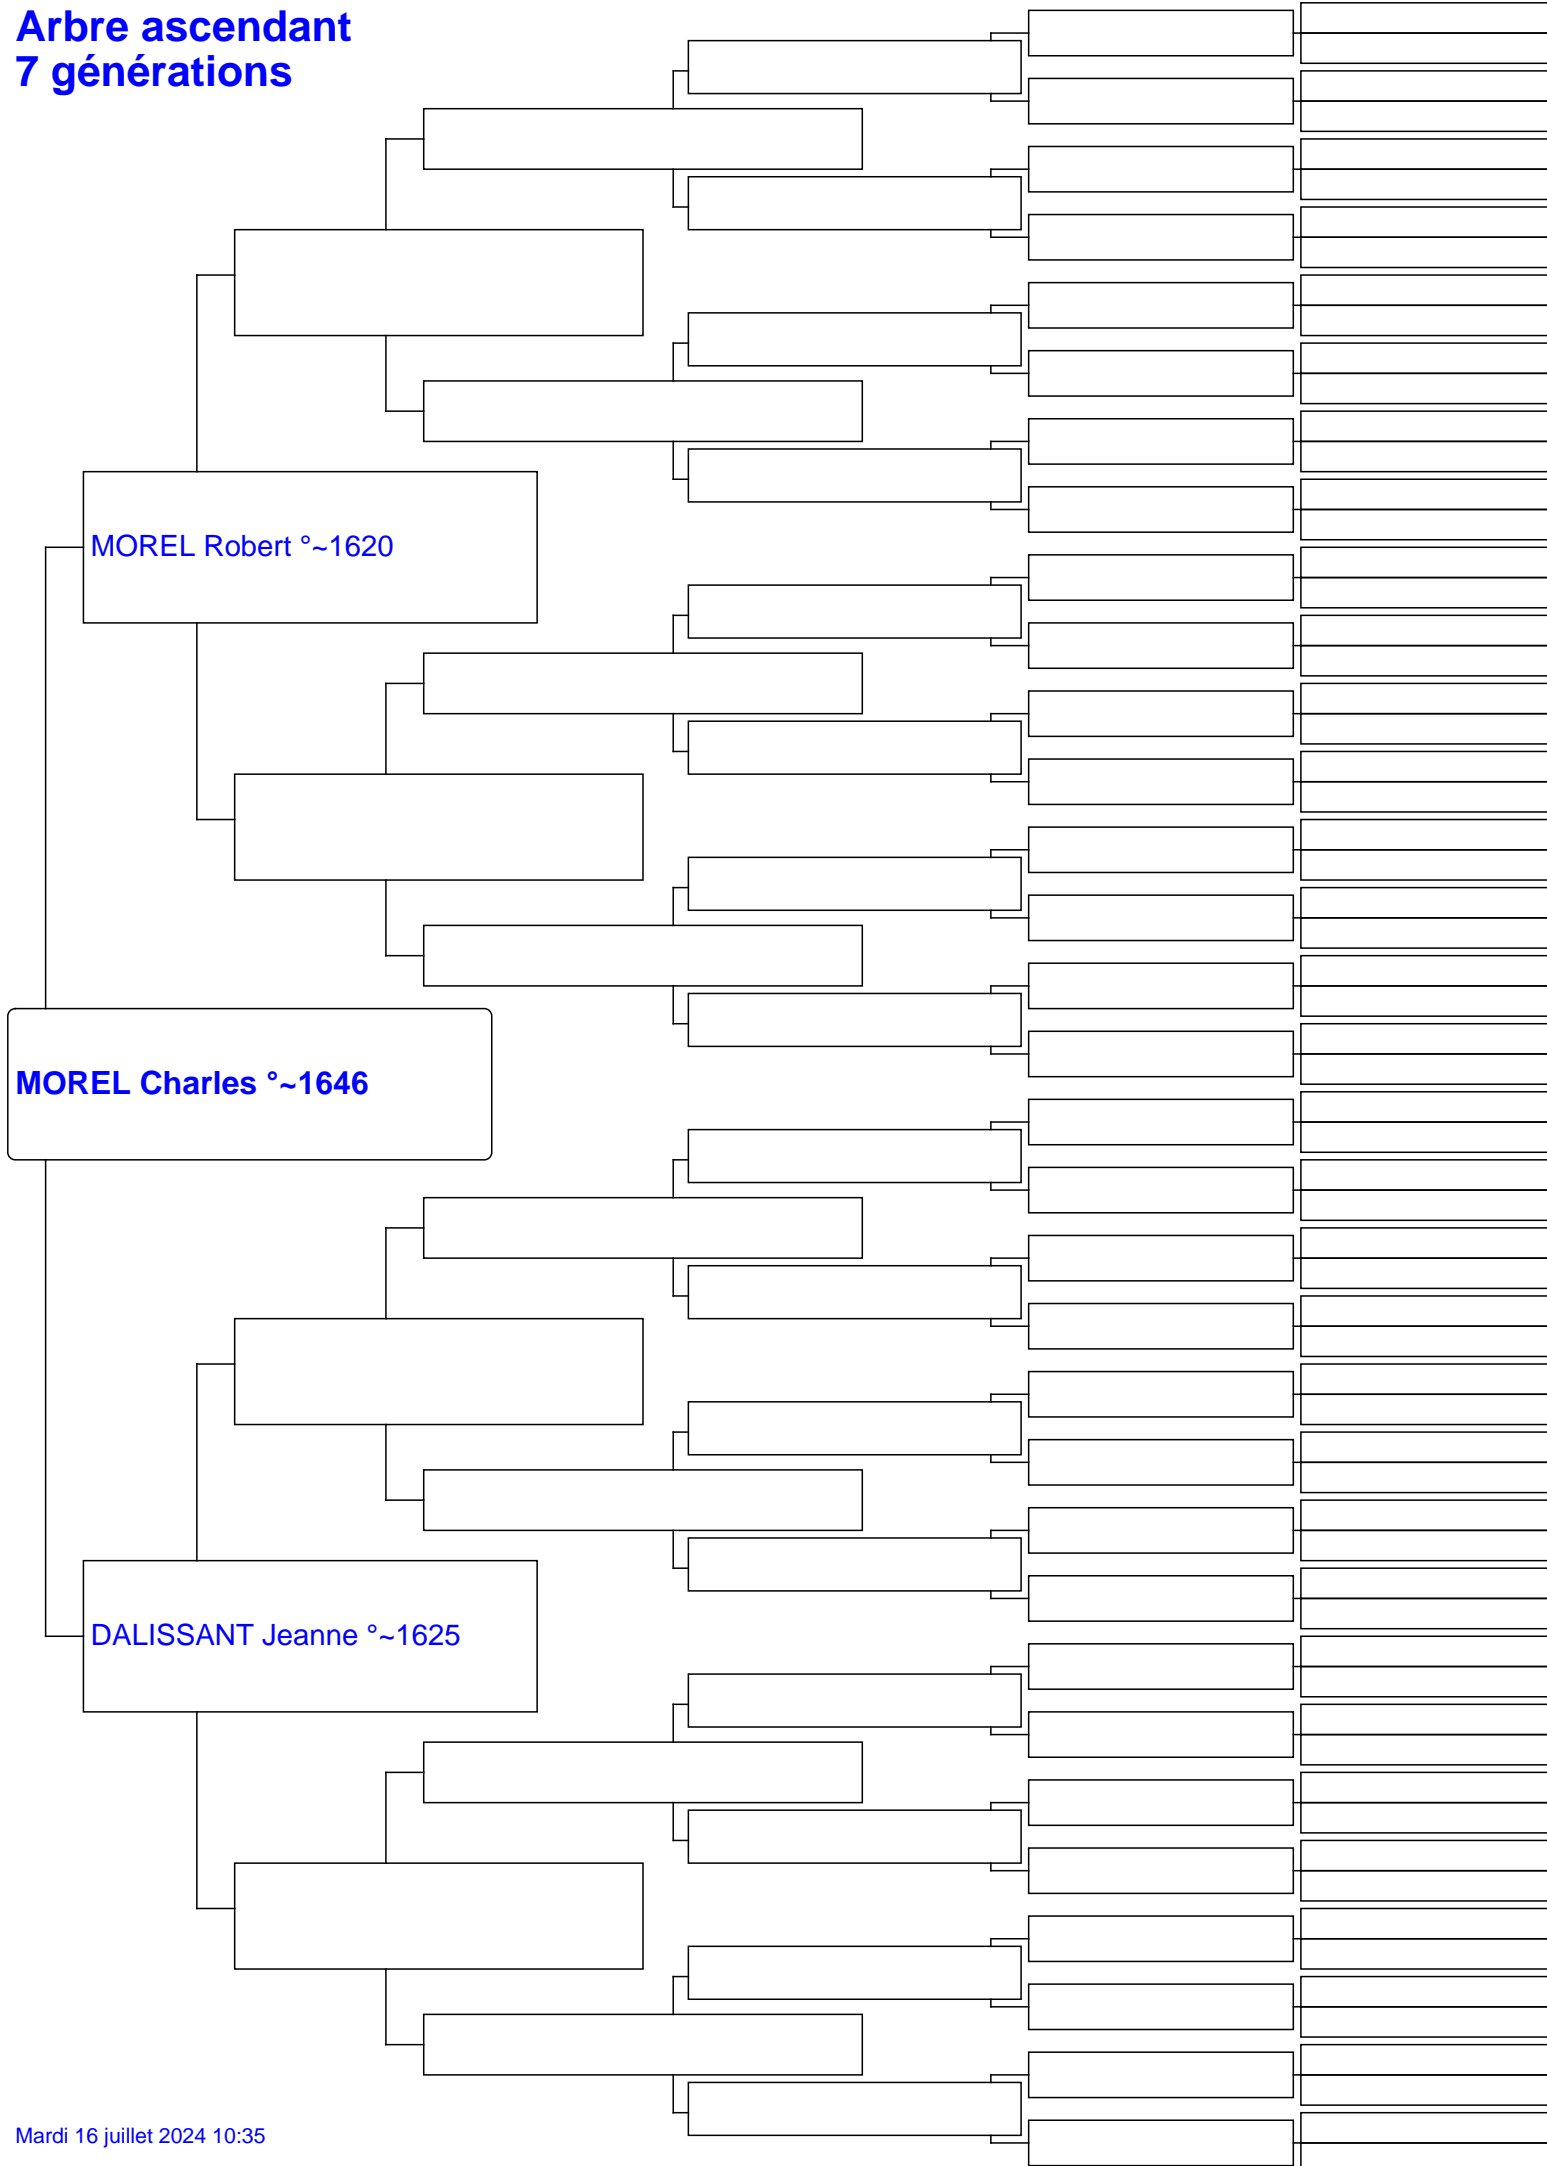 Arbre ascendant
7 générations
MOREL Robert °~1620
MOREL Charles °~1646
DALISSANT Jeanne °~1625
Mardi 16 juillet 2024 10:35